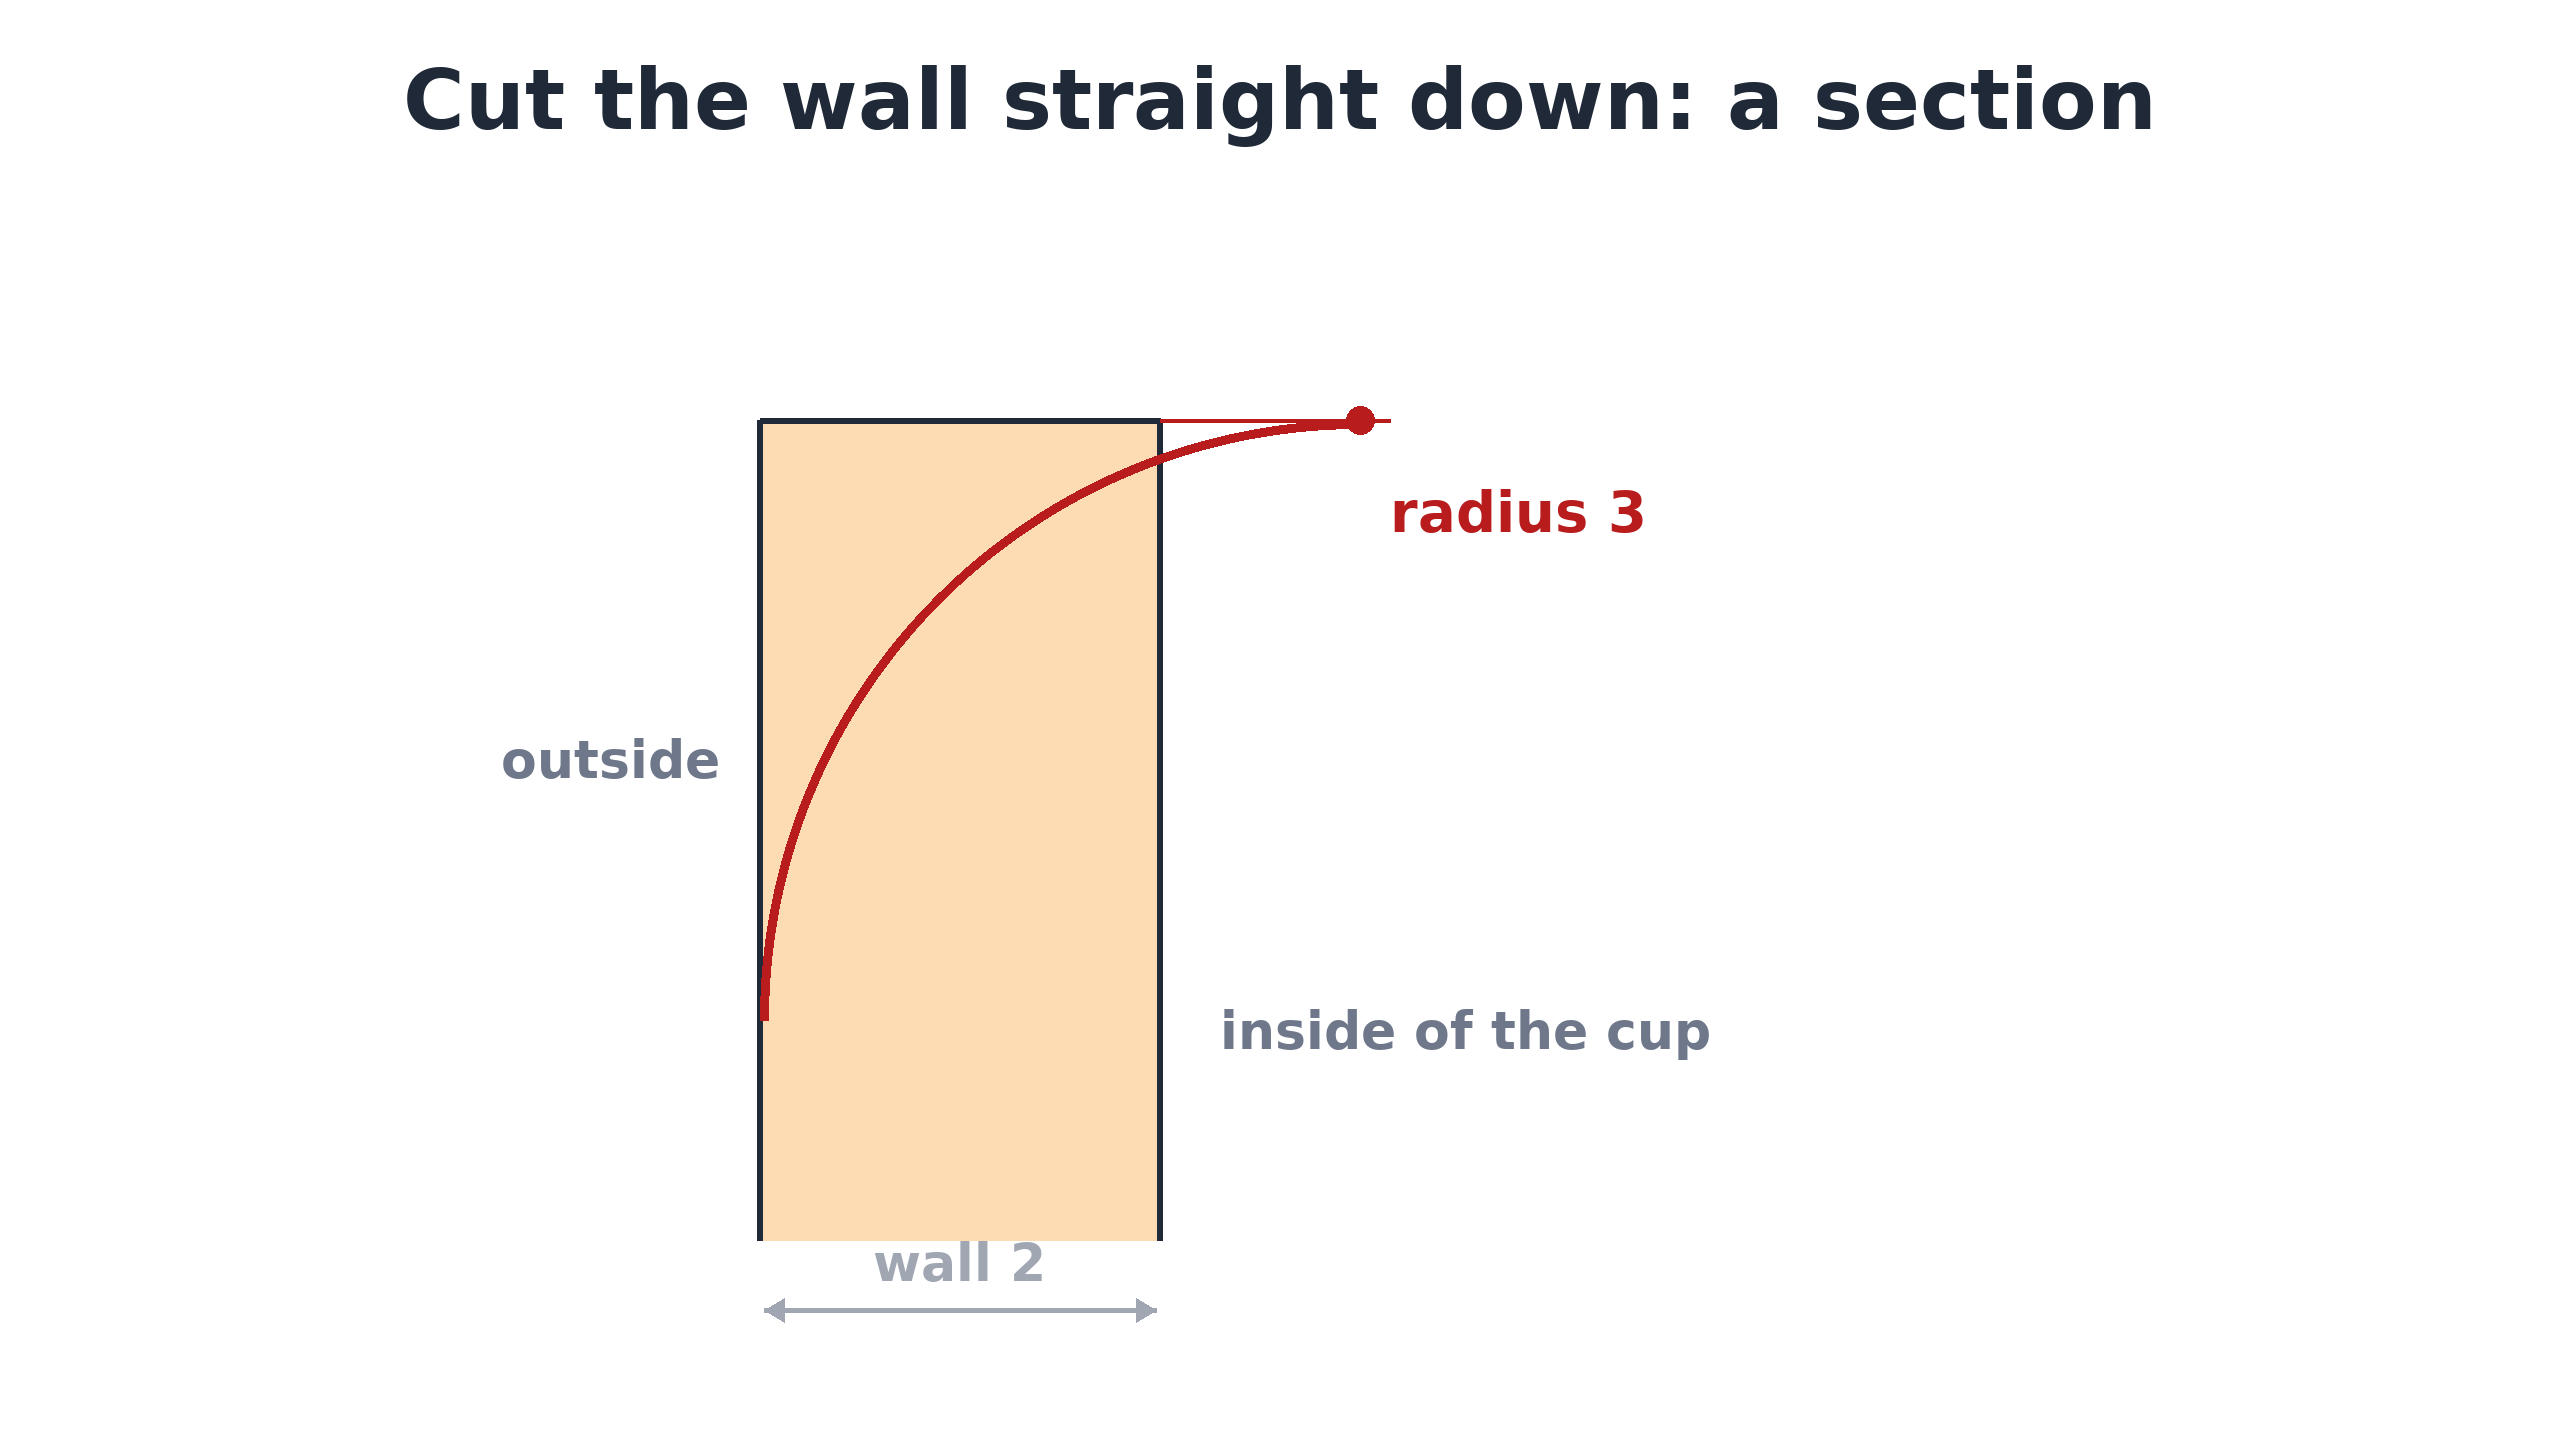 Cut the wall straight down: a section
radius 3
outside
inside of the cup
wall 2